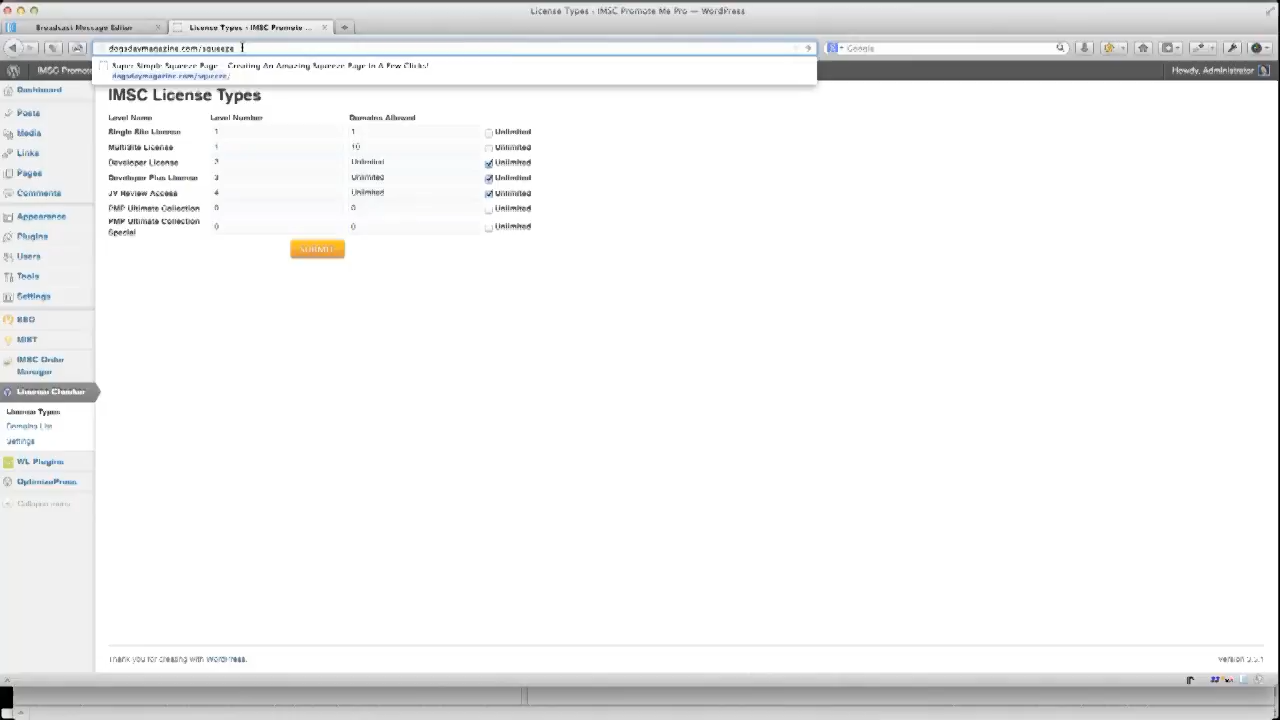 License Types ‹ IMSC Promote Me Pro — WordPress
Broadcast Message Editor
License Types ‹ IMSC Promote ...
dogsdaymagazine.com/squeeze
Google
Super Simple Squeeze Page - Creating An Amazing Squeeze Page In A Few Clicks!
dogsdaymagazine.com/squeeze/
IMSC Promot
Howdy, Administrator
Dashboard
Posts
Media
Links
Pages
Comments
Appearance
Plugins
Users
Tools
Settings
IMSC Order
Manager
License Checker
License Types
Domains List
Settings
WL Plugins
OptimizePress
Collapse menu
IMSC License Types
Level Name Level Number Domains Allowed
Single Site License 1 1 Unlimited
MultiSite License 1 10 Unlimited
Developer License 2 Unlimited Unlimited
Developer Plus License 3 Unlimited Unlimited
JV Review Access 4 Unlimited Unlimited
PMP Ultimate Collection 0 0 Unlimited
PMP Ultimate Collection
Special 0 0 Unlimited
SUBMIT
Thank you for creating with WordPress.
Version 3.3.1